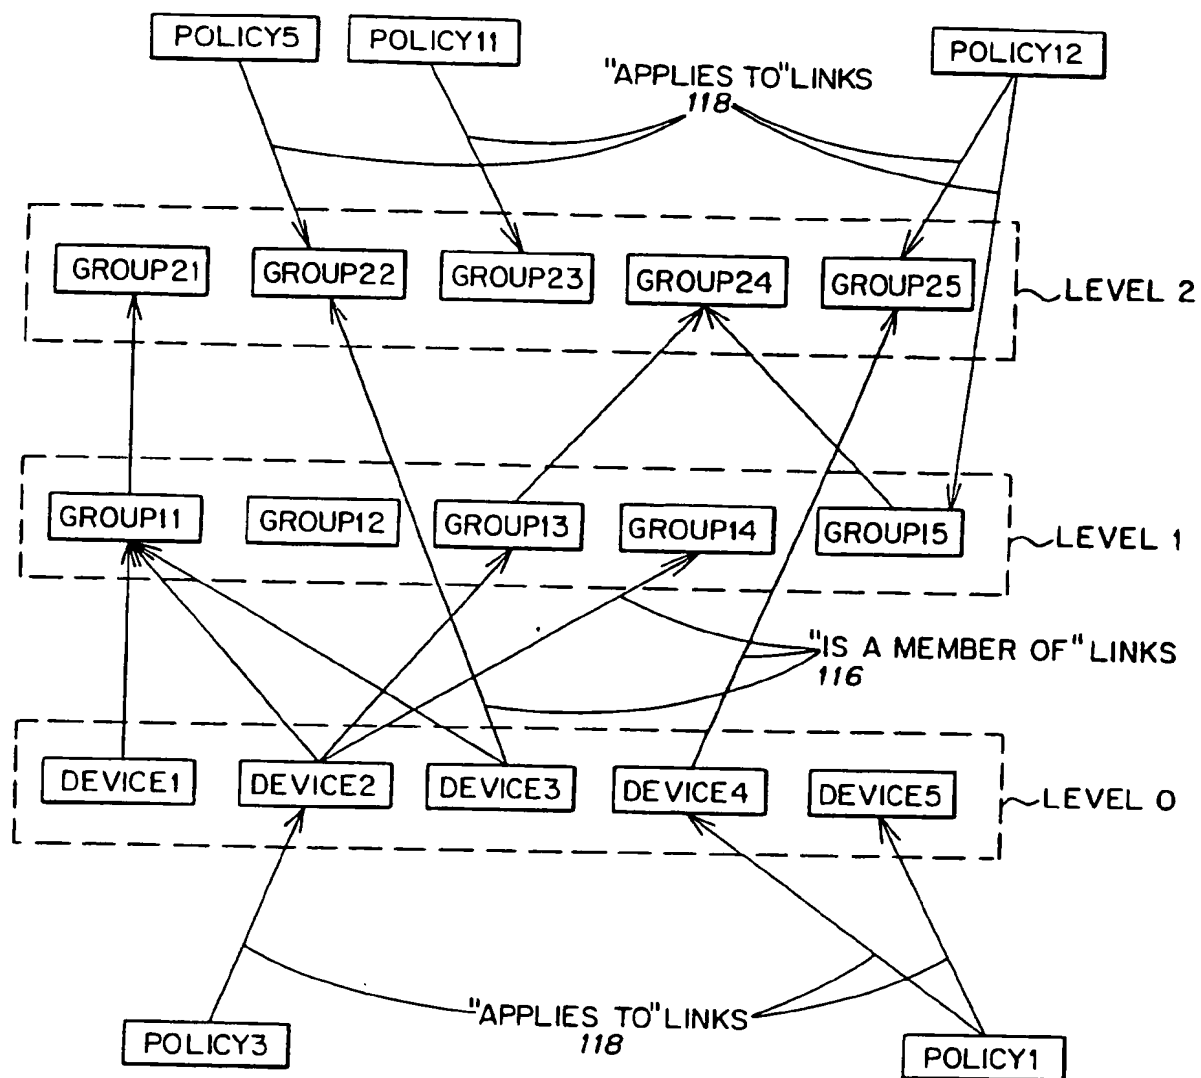 POLICY5
POLICY11
POLICY12
"APPLIES TO" LINKS
118
GROUP21
GROUP22
GROUP23
GROUP24
GROUP25
LEVEL 2
GROUP11
GROUP12
GROUP13
GROUP14
GROUP15
LEVEL 1
"IS A MEMBER OF" LINKS
116
DEVICE1
DEVICE2
DEVICE3
DEVICE4
DEVICE5
LEVEL 0
"APPLIES TO" LINKS
118
POLICY3
POLICY1